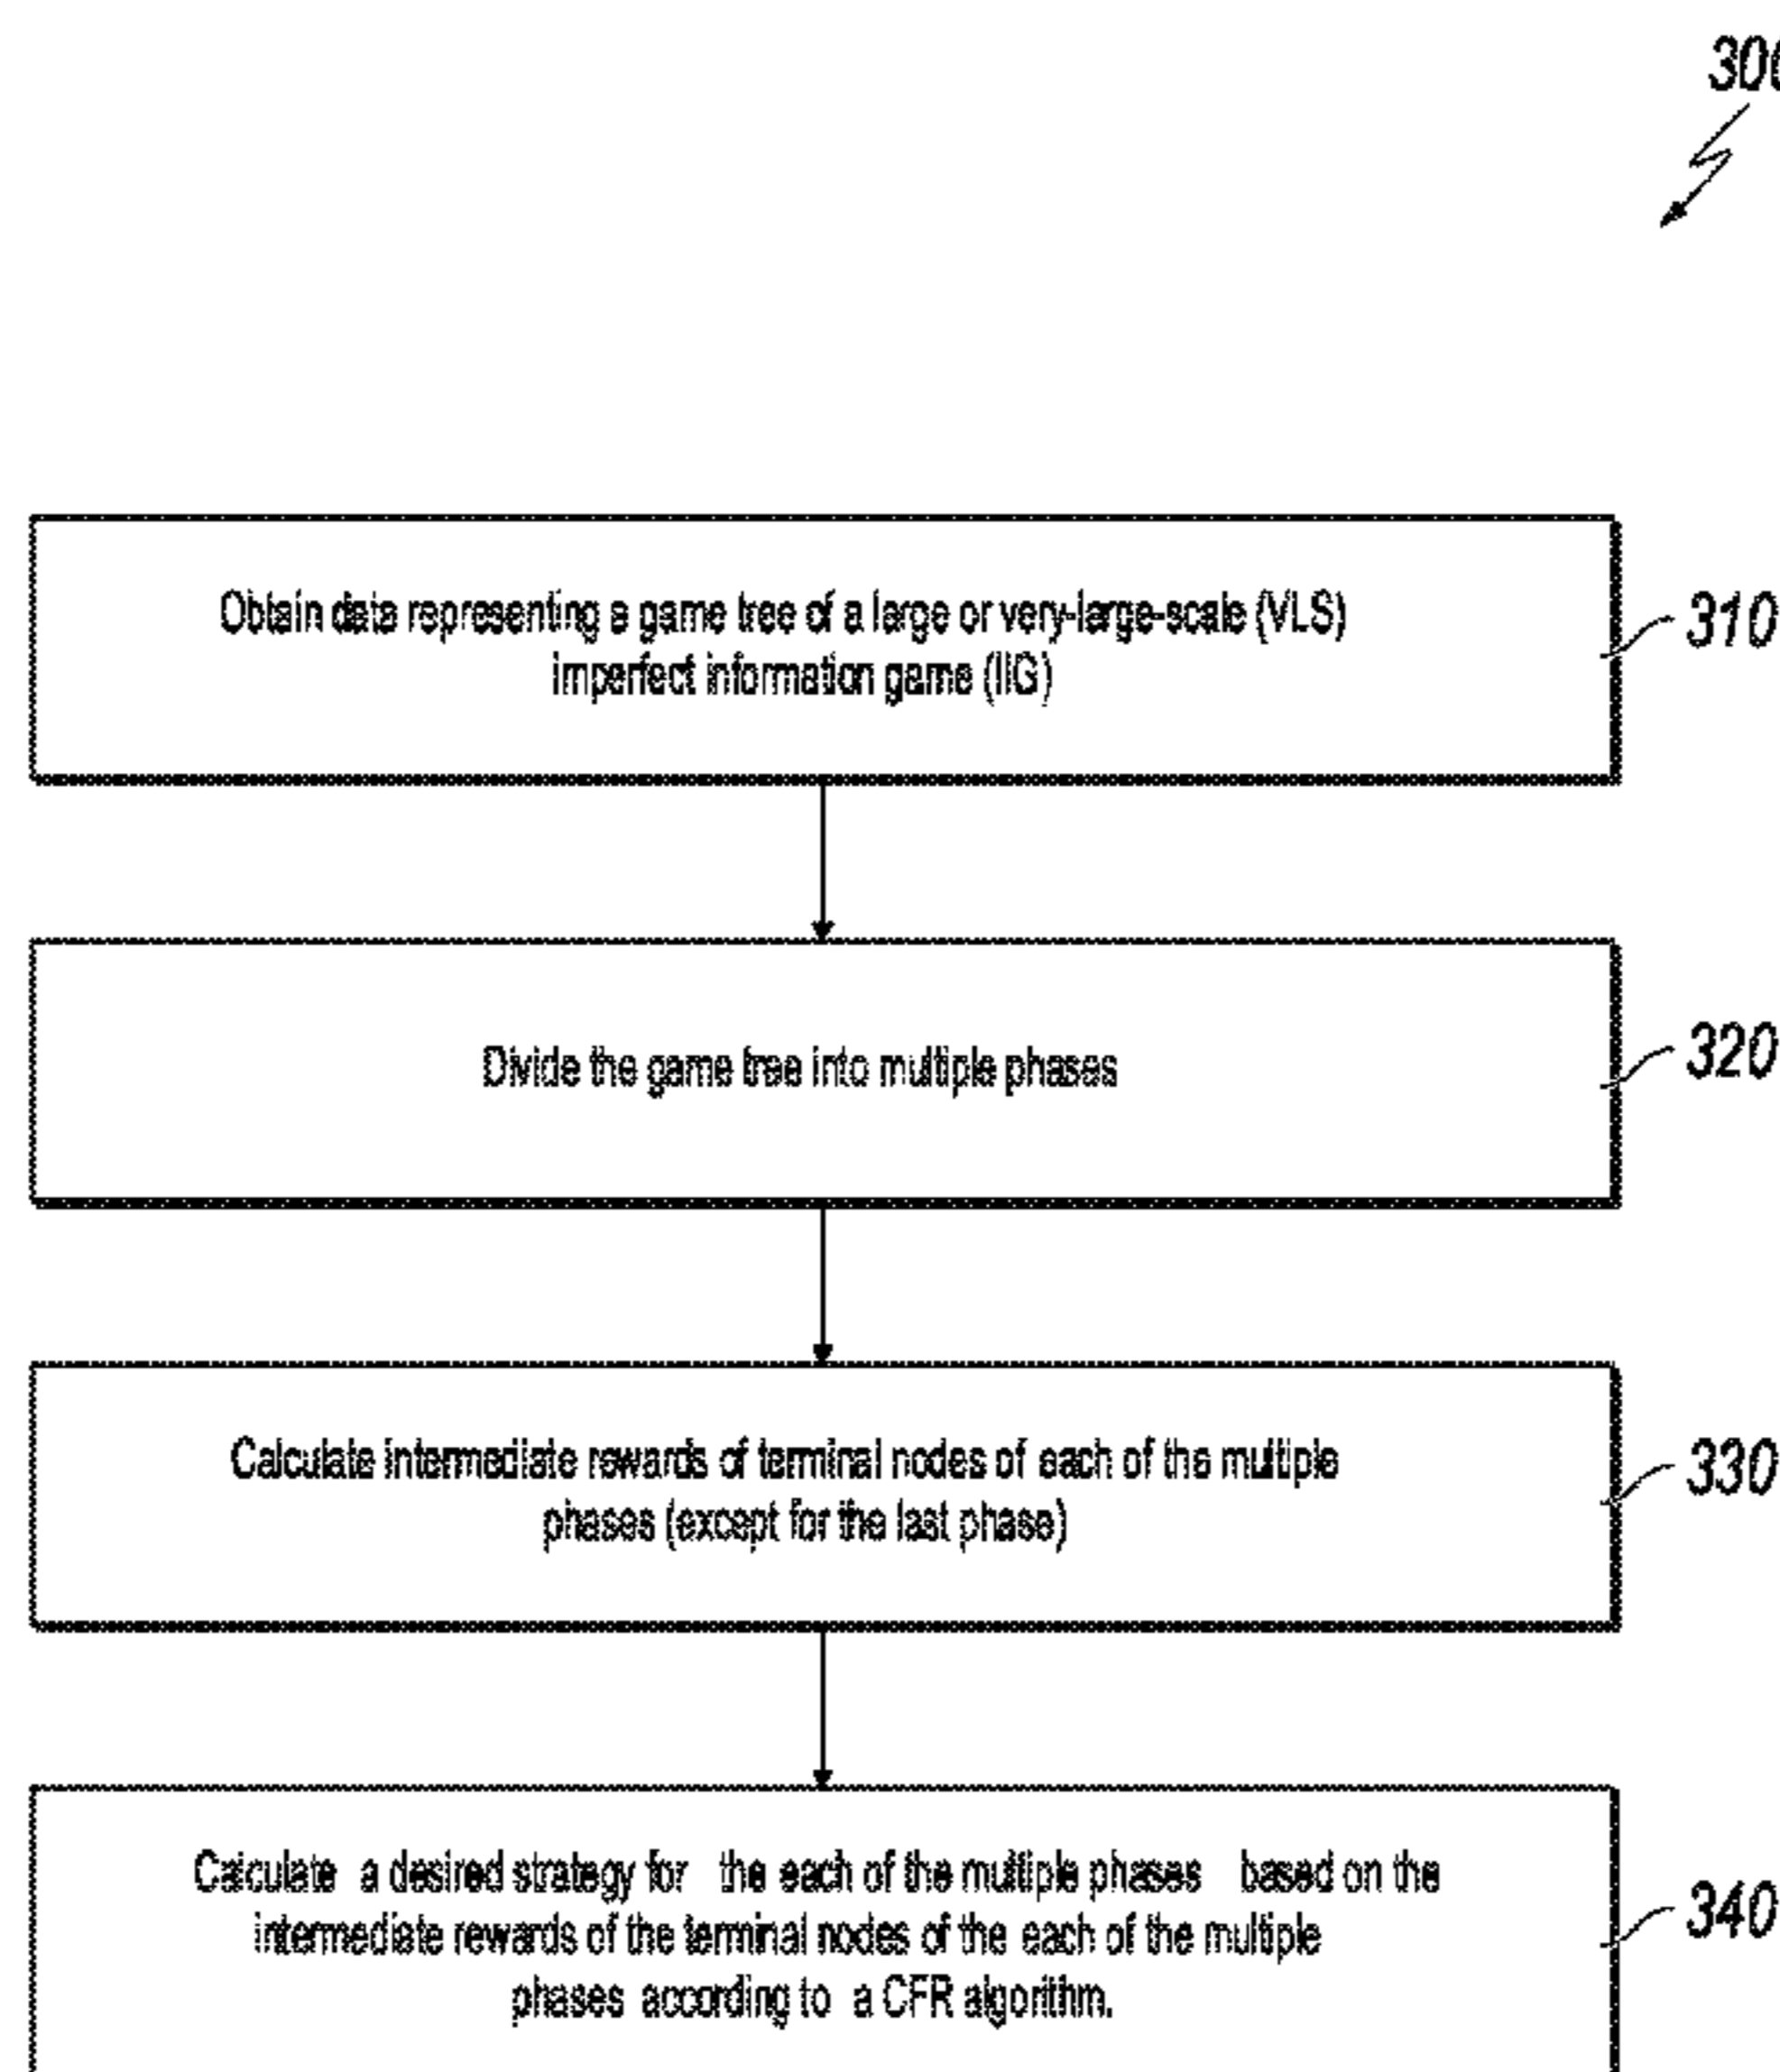 300
Obtain data representing a game tree of a large or very-large-scale (VLS)
imperfect information game (IIG)
310
Divide the game tree into multiple phases
320
Calculate intermediate rewards of terminal nodes of each of the multiple
phases (except for the last phase)
330
Calculate a desired strategy for the each of the multiple phases based on the
intermediate rewards of the terminal nodes of the each of the multiple
phases according to a CFR algorithm.
340